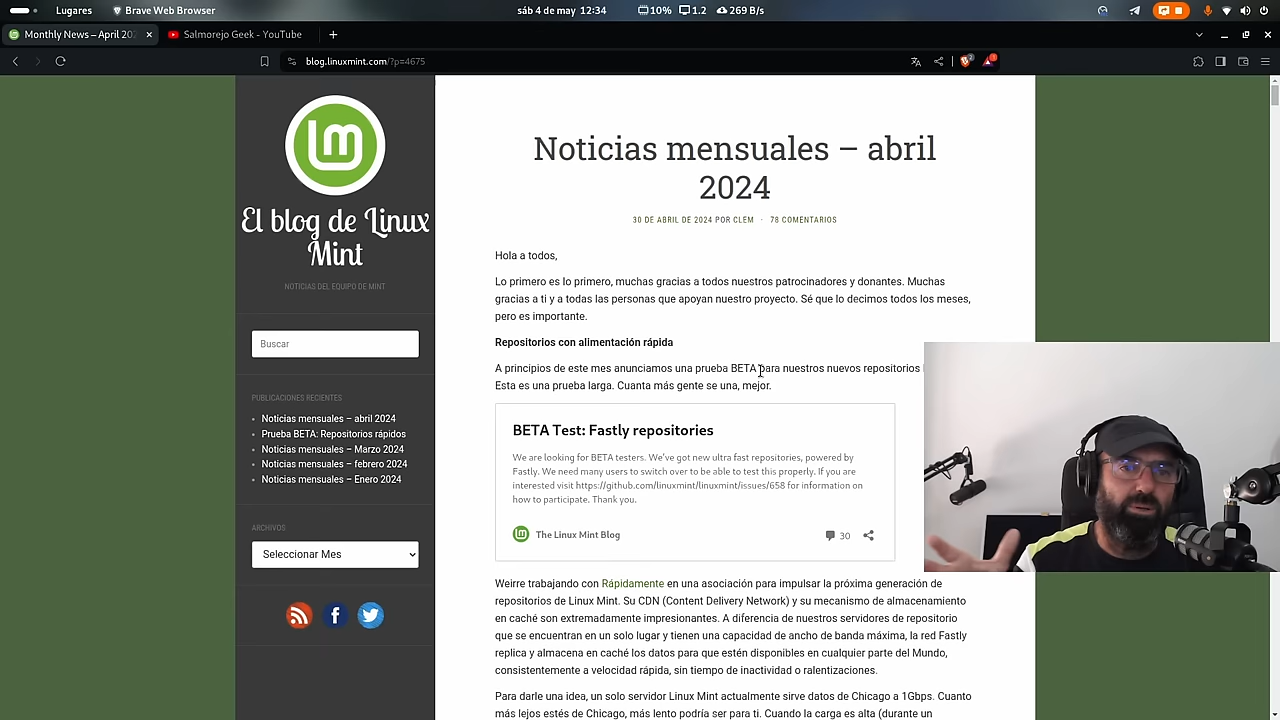 Lugares
Brave Web Browser
sáb 4 de may 12:34
10%
1.2
269 B/s
Monthly News – April 202
Salmorejo Geek - YouTube
blog.linuxmint.com/?p=4675
El blog de Linux
Mint
NOTICIAS DEL EQUIPO DE MINT
Buscar
PUBLICACIONES RECIENTES
Noticias mensuales – abril 2024
Prueba BETA: Repositorios rápidos
Noticias mensuales – Marzo 2024
Noticias mensuales – febrero 2024
Noticias mensuales – Enero 2024
ARCHIVOS
Seleccionar Mes
Noticias mensuales – abril
2024
30 DE ABRIL DE 2024 POR CLEM · 78 COMENTARIOS
Hola a todos,
Lo primero es lo primero, muchas gracias a todos nuestros patrocinadores y donantes. Muchas
gracias a ti y a todas las personas que apoyan nuestro proyecto. Sé que lo decimos todos los meses,
pero es importante.
Repositorios con alimentación rápida
A principios de este mes anunciamos una prueba BETA para nuestros nuevos repositorios
Esta es una prueba larga. Cuanta más gente se una, mejor.
BETA Test: Fastly repositories
We are looking for BETA testers. We've got new ultra fast repositories, powered by
Fastly. We need many users to switch over to be able to test this properly. If you are
interested visit https://github.com/linuxmint/linuxmint/issues/658 for information on
how to participate. Thank you.
The Linux Mint Blog
30
Weirre trabajando con Rápidamente en una asociación para impulsar la próxima generación de
repositorios de Linux Mint. Su CDN (Content Delivery Network) y su mecanismo de almacenamiento
en caché son extremadamente impresionantes. A diferencia de nuestros servidores de repositorio
que se encuentran en un solo lugar y tienen una capacidad de ancho de banda máxima, la red Fastly
replica y almacena en caché los datos para que estén disponibles en cualquier parte del Mundo,
consistentemente a velocidad rápida, sin tiempo de inactividad o ralentizaciones.
Para darle una idea, un solo servidor Linux Mint actualmente sirve datos de Chicago a 1Gbps. Cuanto
más lejos estés de Chicago, más lento podría ser para ti. Cuando la carga es alta (durante un